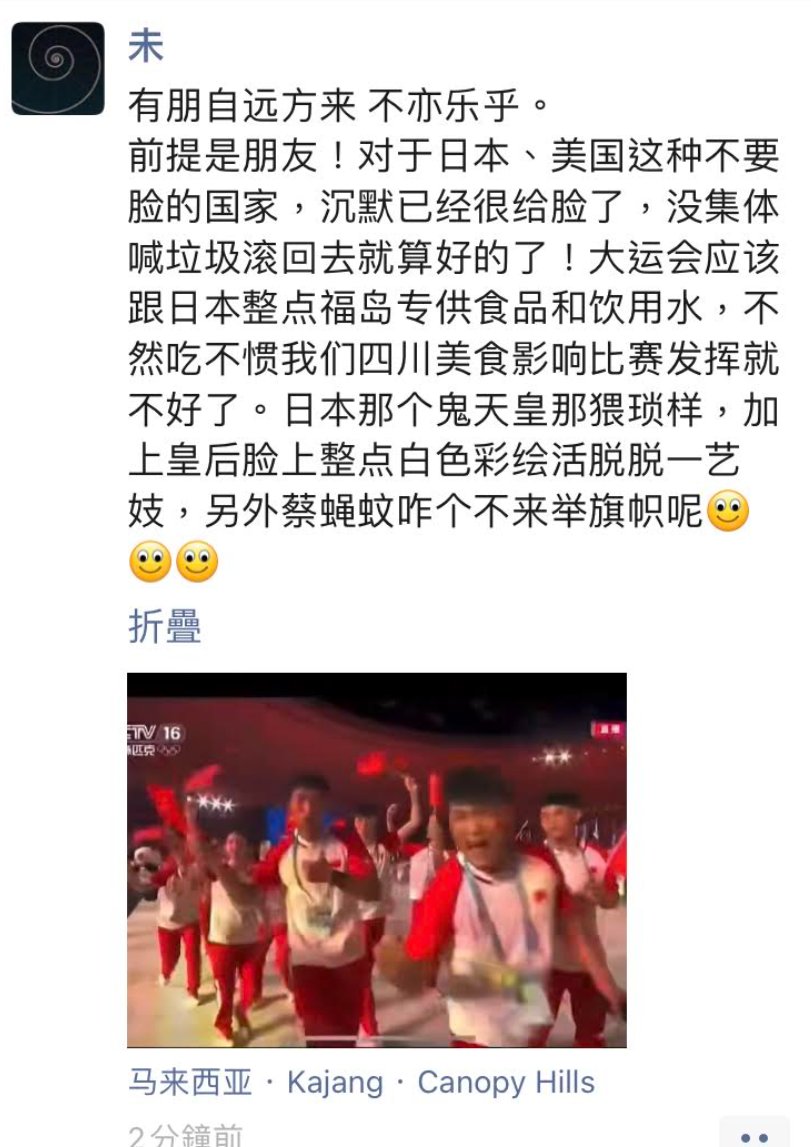 未
有朋自远方来 不亦乐乎。
前提是朋友！对于日本、美国这种不要
脸的国家，沉默已经很给脸了，没集体
喊垃圾滚回去就算好的了！大运会应该
跟日本整点福岛专供食品和饮用水，不
然吃不惯我们四川美食影响比赛发挥就
不好了。日本那个鬼天皇那猥琐样，加
上皇后脸上整点白色彩绘活脱脱一艺
妓，另外蔡蝇蚊咋个不来举旗帜呢
折疊
TV 16
匹克
直播
马来西亚 · Kajang · Canopy Hills
2分鐘前